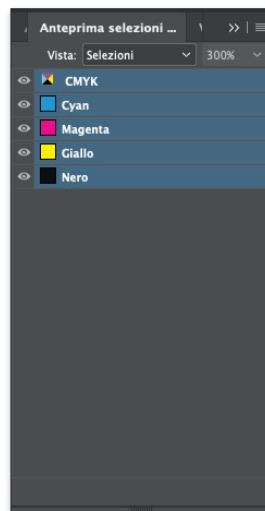 Anteprima selezioni ...
Vista: Selezioni 300%
CMYK
Cyan
Magenta
Giallo
Nero